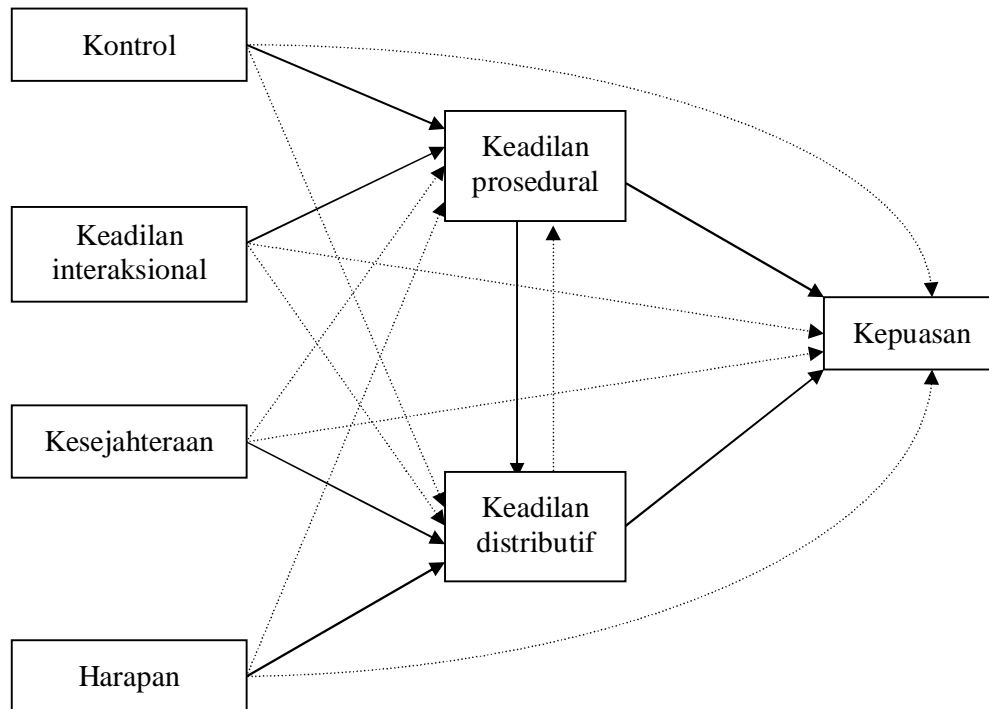 Kontrol
Keadilan
prosedural
Keadilan
interaksional
Kepuasan
Kesejahteraan
Keadilan
distributif
Harapan